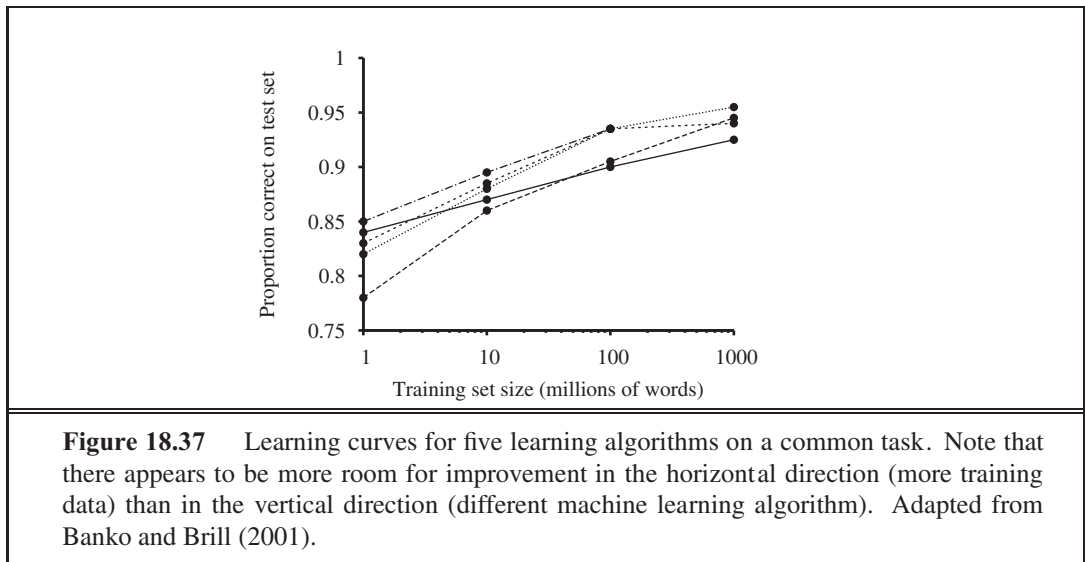 1
0.95
0.9
0.85
0.8
0.75
Proportion correct on test set
1 10 100 1000
Training set size (millions of words)
Figure 18.37 Learning curves for five learning algorithms on a common task. Note that
there appears to be more room for improvement in the horizontal direction (more training
data) than in the vertical direction (different machine learning algorithm). Adapted from
Banko and Brill (2001).